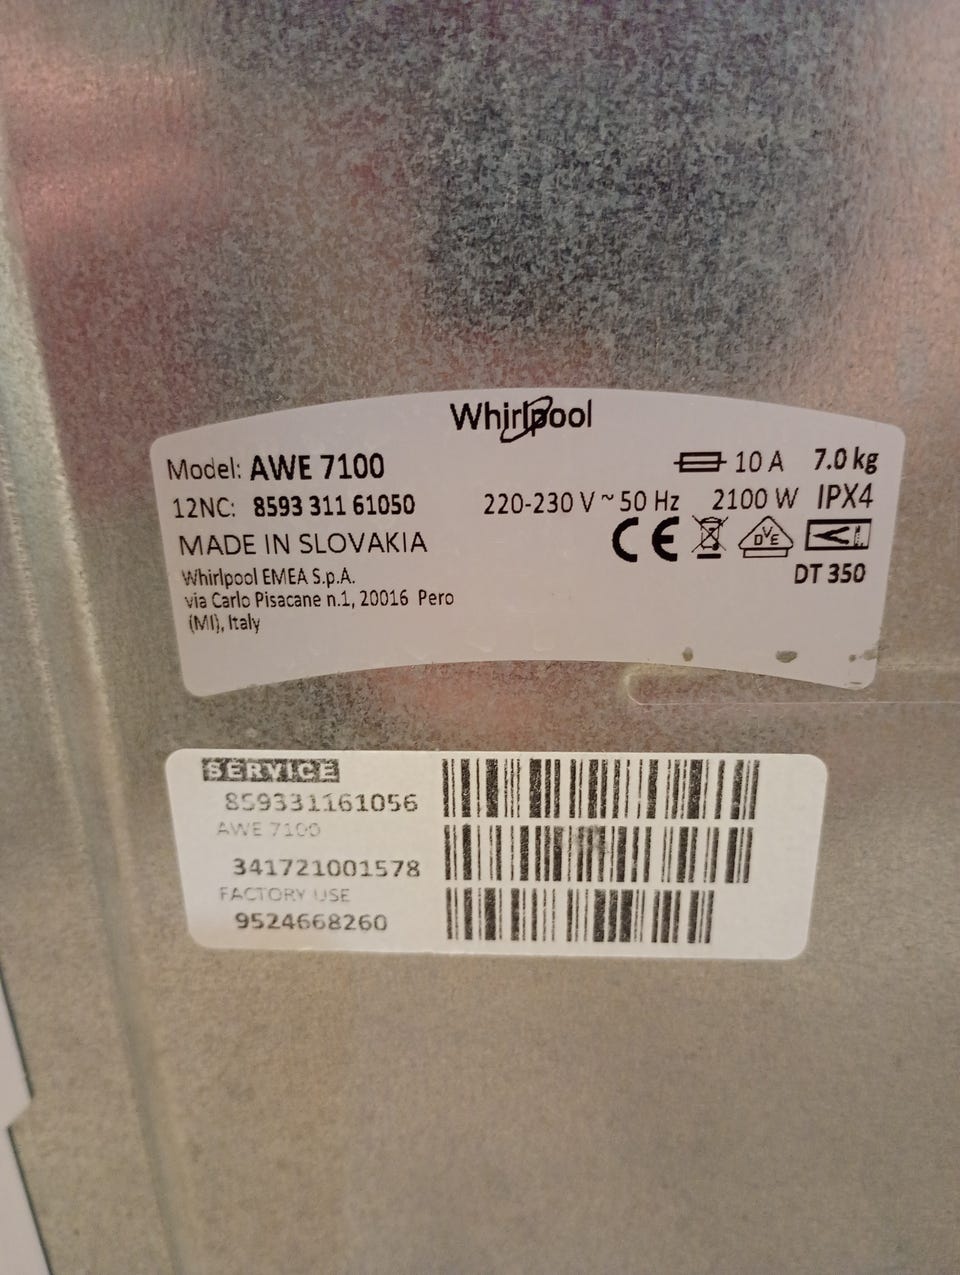 Whirlpool
Model: AWE 7100
10 A 7.0 kg
12NC: 8593 311 61050
220-230 V ~ 50 Hz 2100 W IPX4
MADE IN SLOVAKIA
CE
DVE
Whirlpool EMEA S.p.A.
DT 350
via Carlo Pisacane n.1, 20016 Pero
(MI), Italy
SERVICE
859331161056
AWE 7100
341721001578
FACTORY USE
9524668260